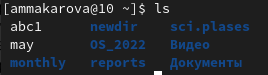 [ammakarova@10 ~]$ ls
abc1 newdir sci.plases
may OS_2022 Видео
monthly reports Документы